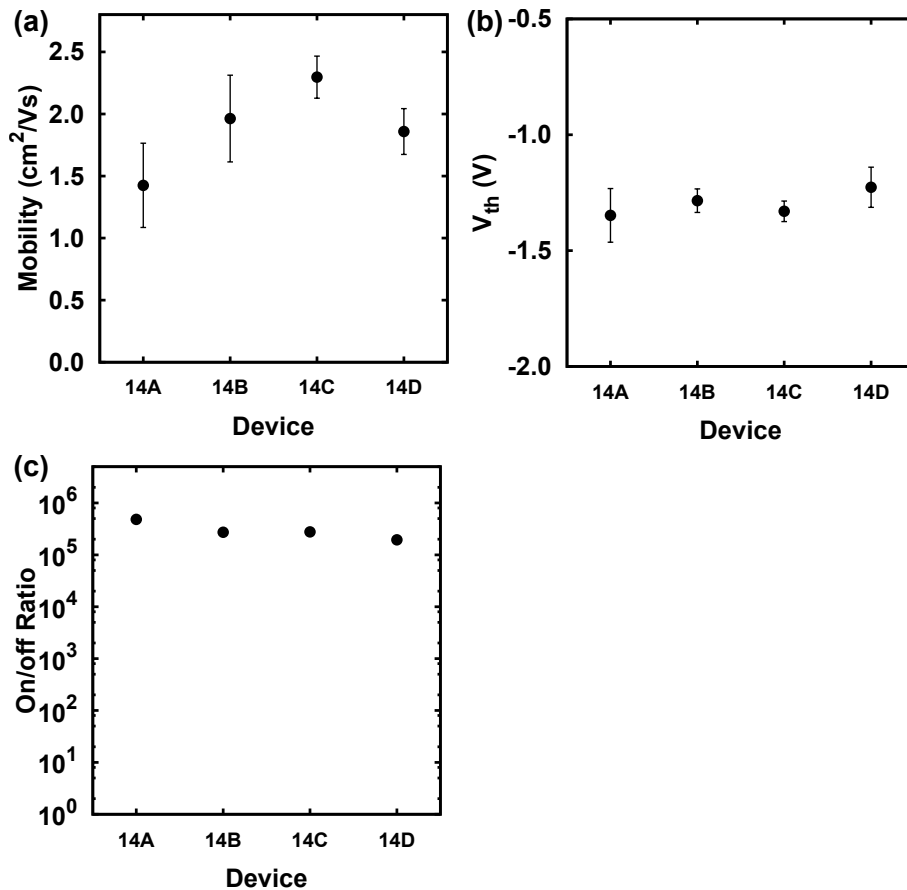 (a)
Mobility (cm²/Vs)
2.5
2.0
1.5
1.0
0.5
0.0
14A 14B 14C 14D
Device
(b)
V_th (V)
-0.5
-1.0
-1.5
-2.0
14A 14B 14C 14D
Device
(c)
On/off Ratio
10⁶
10⁵
10⁴
10³
10²
10¹
10⁰
14A 14B 14C 14D
Device